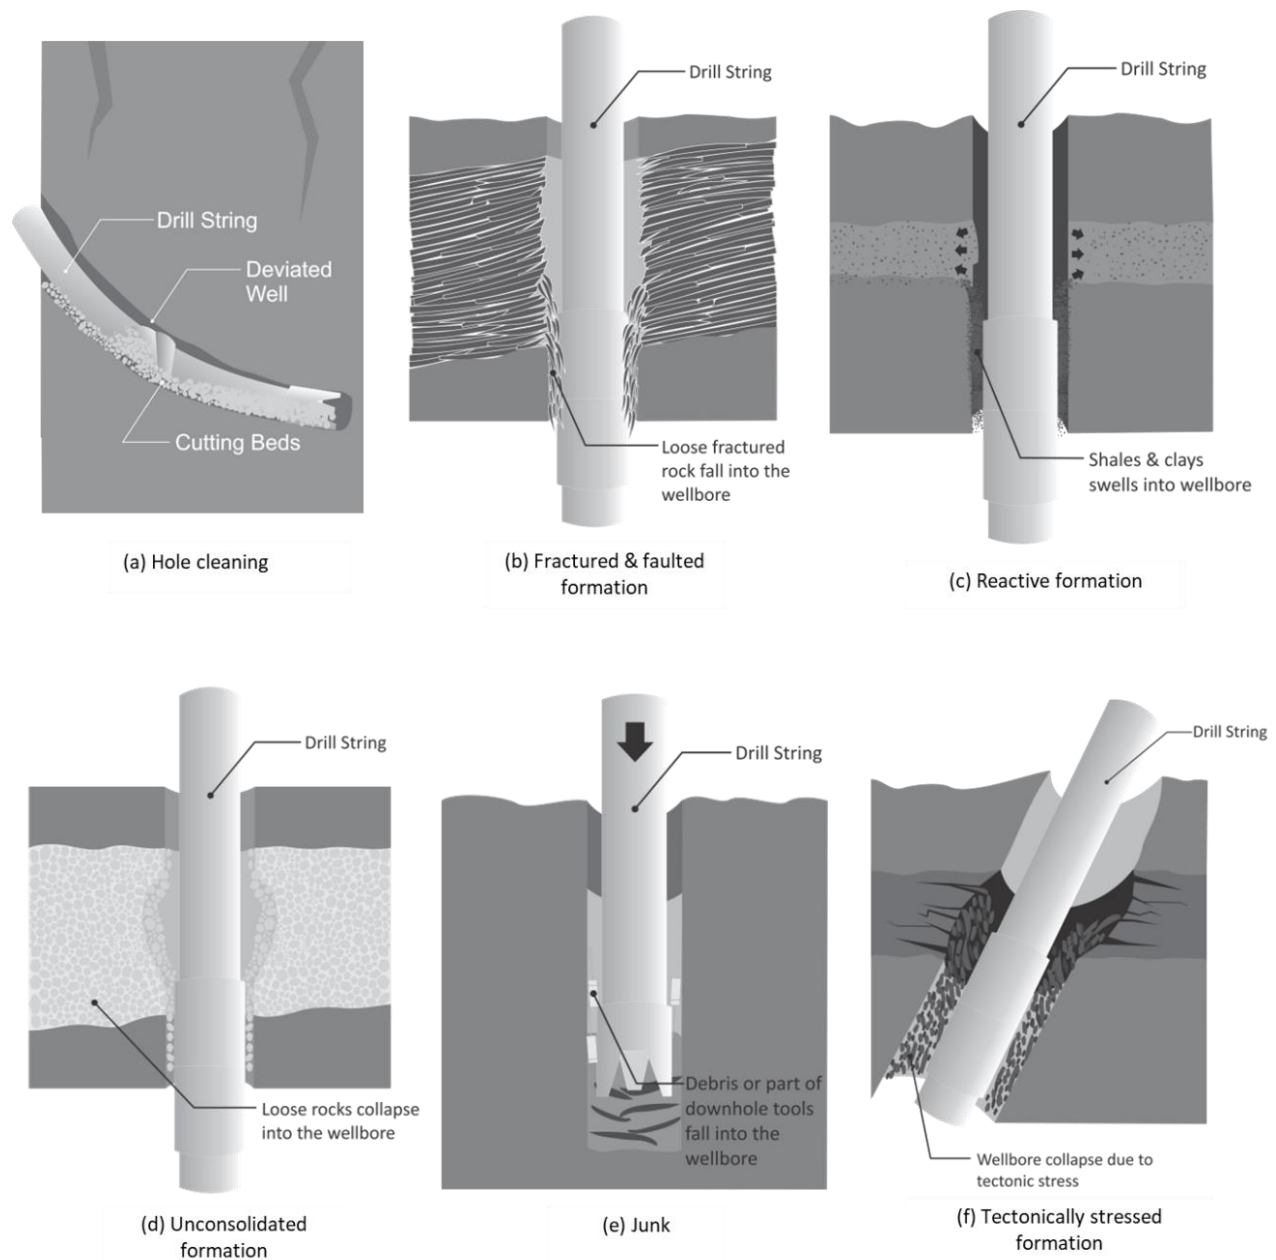 Drill String
Deviated
Well
Cutting Beds
(a) Hole cleaning
Drill String
Loose fractured
rock fall into the
wellbore
(b) Fractured & faulted
formation
Drill String
Shales & clays
swells into wellbore
(c) Reactive formation
Drill String
Loose rocks collapse
into the wellbore
(d) Unconsolidated
formation
Drill String
Debris or part of
downhole tools
fall into the
wellbore
(e) Junk
Drill String
Wellbore collapse due to
tectonic stress
(f) Tectonically stressed
formation